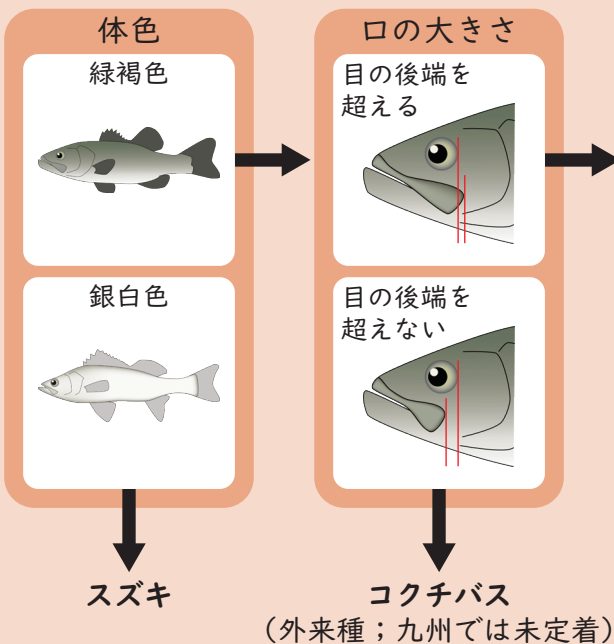 体色
緑褐色
銀白色
スズキ
口の大きさ
目の後端を
超える
目の後端を
超えない
コクチバス
（外来種；九州では未定着）